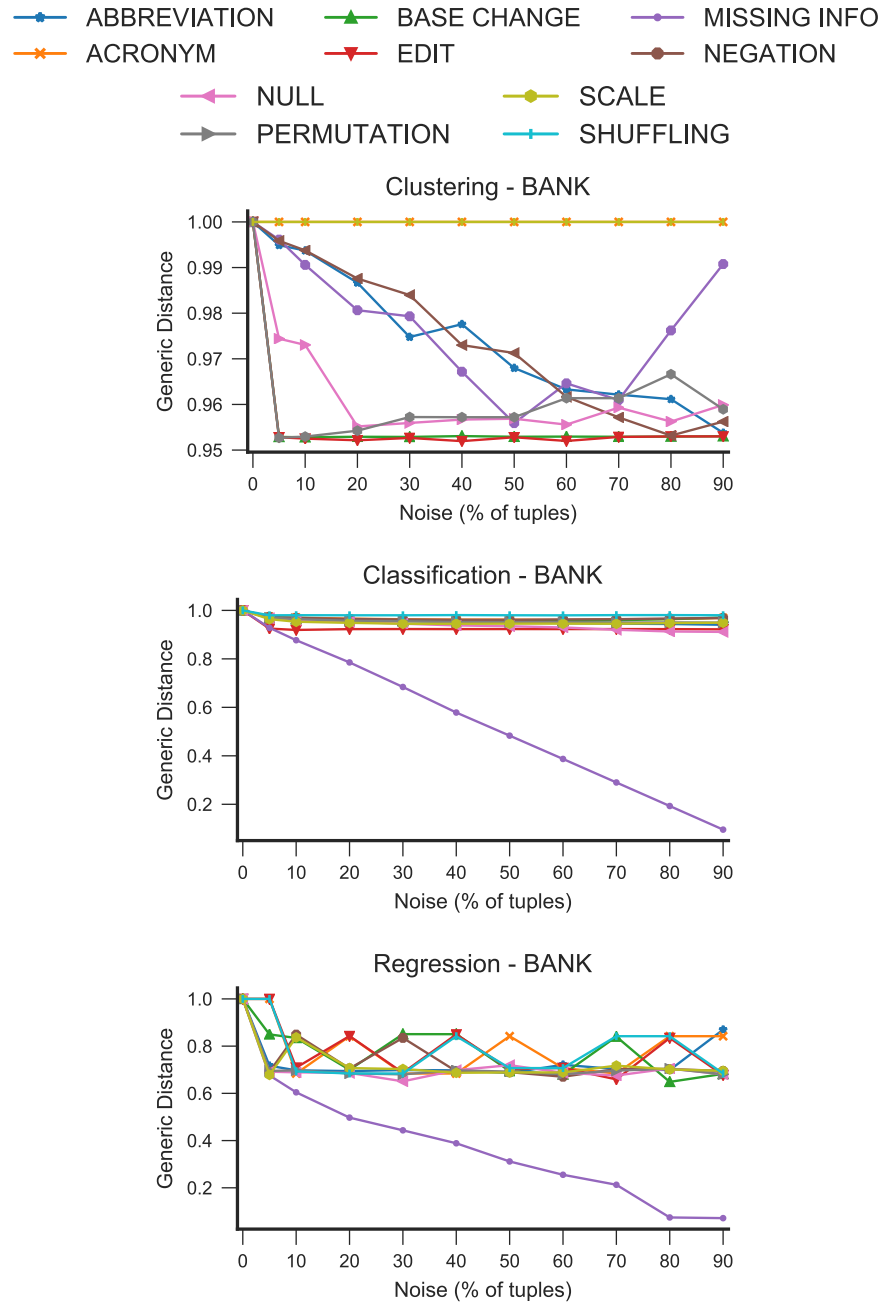 ABBREVIATION BASE CHANGE MISSING INFO
ACRONYM EDIT NEGATION
NULL SCALE
PERMUTATION SHUFFLING
Clustering - BANK
1.00
0.99
0.98
0.97
0.96
0.95
Generic Distance
0 10 20 30 40 50 60 70 80 90
Noise (% of tuples)
Classification - BANK
1.0
0.8
0.6
0.4
0.2
Generic Distance
0 10 20 30 40 50 60 70 80 90
Noise (% of tuples)
Regression - BANK
1.0
0.8
0.6
0.4
0.2
Generic Distance
0 10 20 30 40 50 60 70 80 90
Noise (% of tuples)